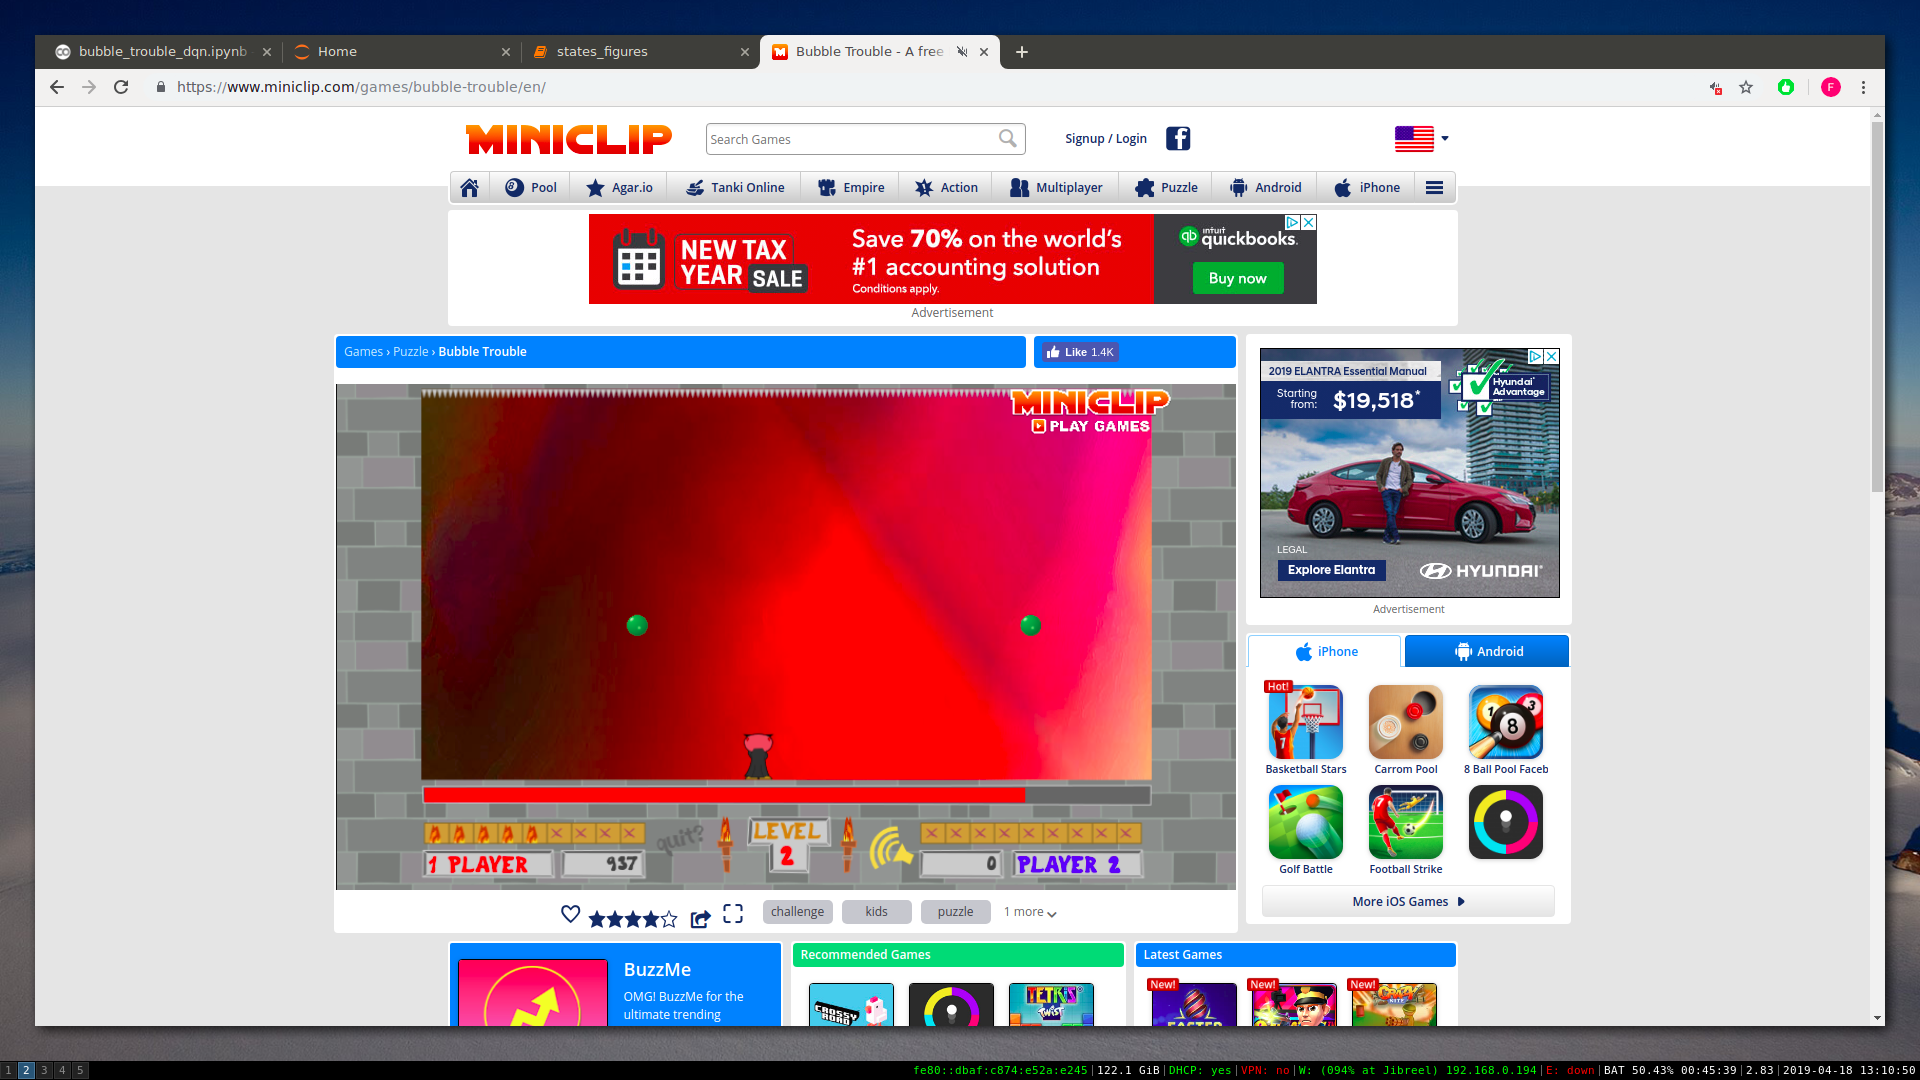 bubble_trouble_dqn.ipynb
Home
states_figures
Bubble Trouble - A free
https://www.miniclip.com/games/bubble-trouble/en/
F
MINICLIP
Search Games
Signup / Login
Pool
Agar.io
Tanki Online
Empire
Action
Multiplayer
Puzzle
Android
iPhone
NEW TAX
YEAR SALE
Save 70% on the world's
#1 accounting solution
Conditions apply.
qb intuit quickbooks.
Buy now
Advertisement
Games › Puzzle › Bubble Trouble
Like 1.4K
MINICLIP
PLAY GAMES
quit?
LEVEL
2
1 PLAYER
937
0
PLAYER 2
challenge
kids
puzzle
1 more
2019 ELANTRA Essential Manual
Starting from: $19,518*
Hyundai Advantage
LEGAL
Explore Elantra
HYUNDAI
Advertisement
iPhone
Android
Hot!
Basketball Stars
Carrom Pool
8 Ball Pool Faceb
Golf Battle
Football Strike
More iOS Games
BuzzMe
OMG! BuzzMe for the
ultimate trending
Recommended Games
CROSSY ROAD
TETRIS TWIST
Latest Games
New!
New!
New!
EASTER
1 2 3 4 5
fe80::dbaf:c874:e52a:e245|122.1 GiB|DHCP: yes|VPN: no|W: (094% at Jibreel) 192.168.0.194|E: down|BAT 50.43% 00:45:39|2.83|2019-04-18 13:10:50